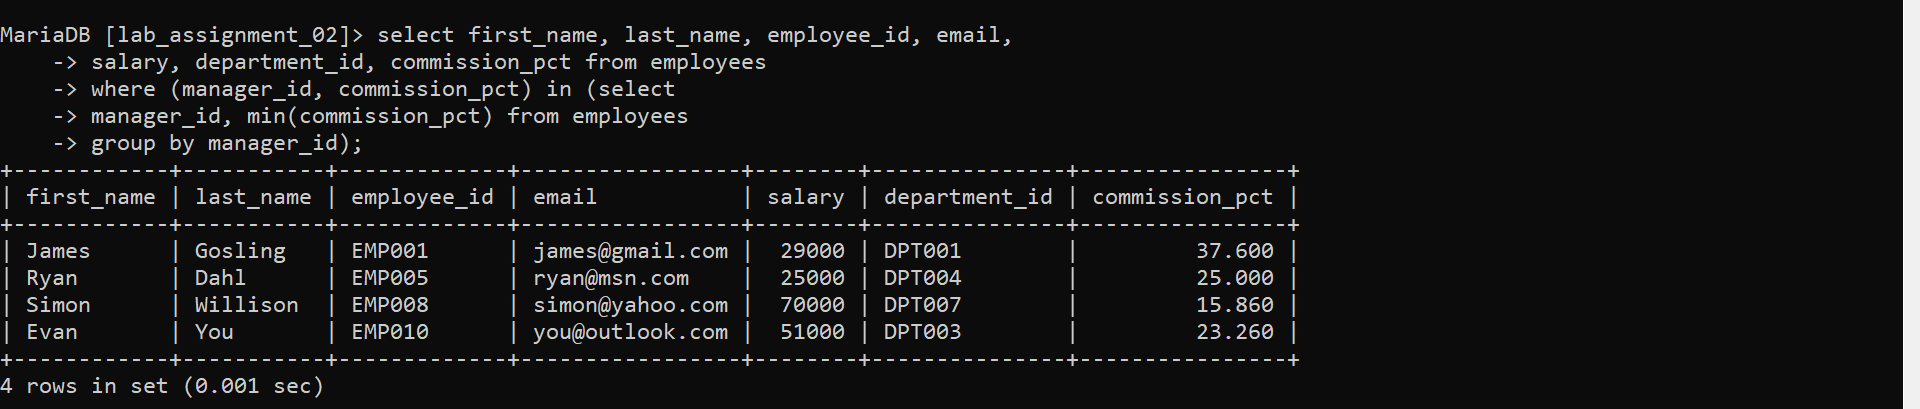 MariaDB [lab_assignment_02]> select first_name, last_name, employee_id, email,
    -> salary, department_id, commission_pct from employees
    -> where (manager_id, commission_pct) in (select
    -> manager_id, min(commission_pct) from employees
    -> group by manager_id);
+------------+-----------+-------------+-----------------+--------+---------------+----------------+
| first_name | last_name | employee_id | email           | salary | department_id | commission_pct |
+------------+-----------+-------------+-----------------+--------+---------------+----------------+
| James      | Gosling   | EMP001      | james@gmail.com |  29000 | DPT001        |         37.600 |
| Ryan       | Dahl      | EMP005      | ryan@msn.com    |  25000 | DPT004        |         25.000 |
| Simon      | Willison  | EMP008      | simon@yahoo.com |  70000 | DPT007        |         15.860 |
| Evan       | You       | EMP010      | you@outlook.com |  51000 | DPT003        |         23.260 |
+------------+-----------+-------------+-----------------+--------+---------------+----------------+
4 rows in set (0.001 sec)